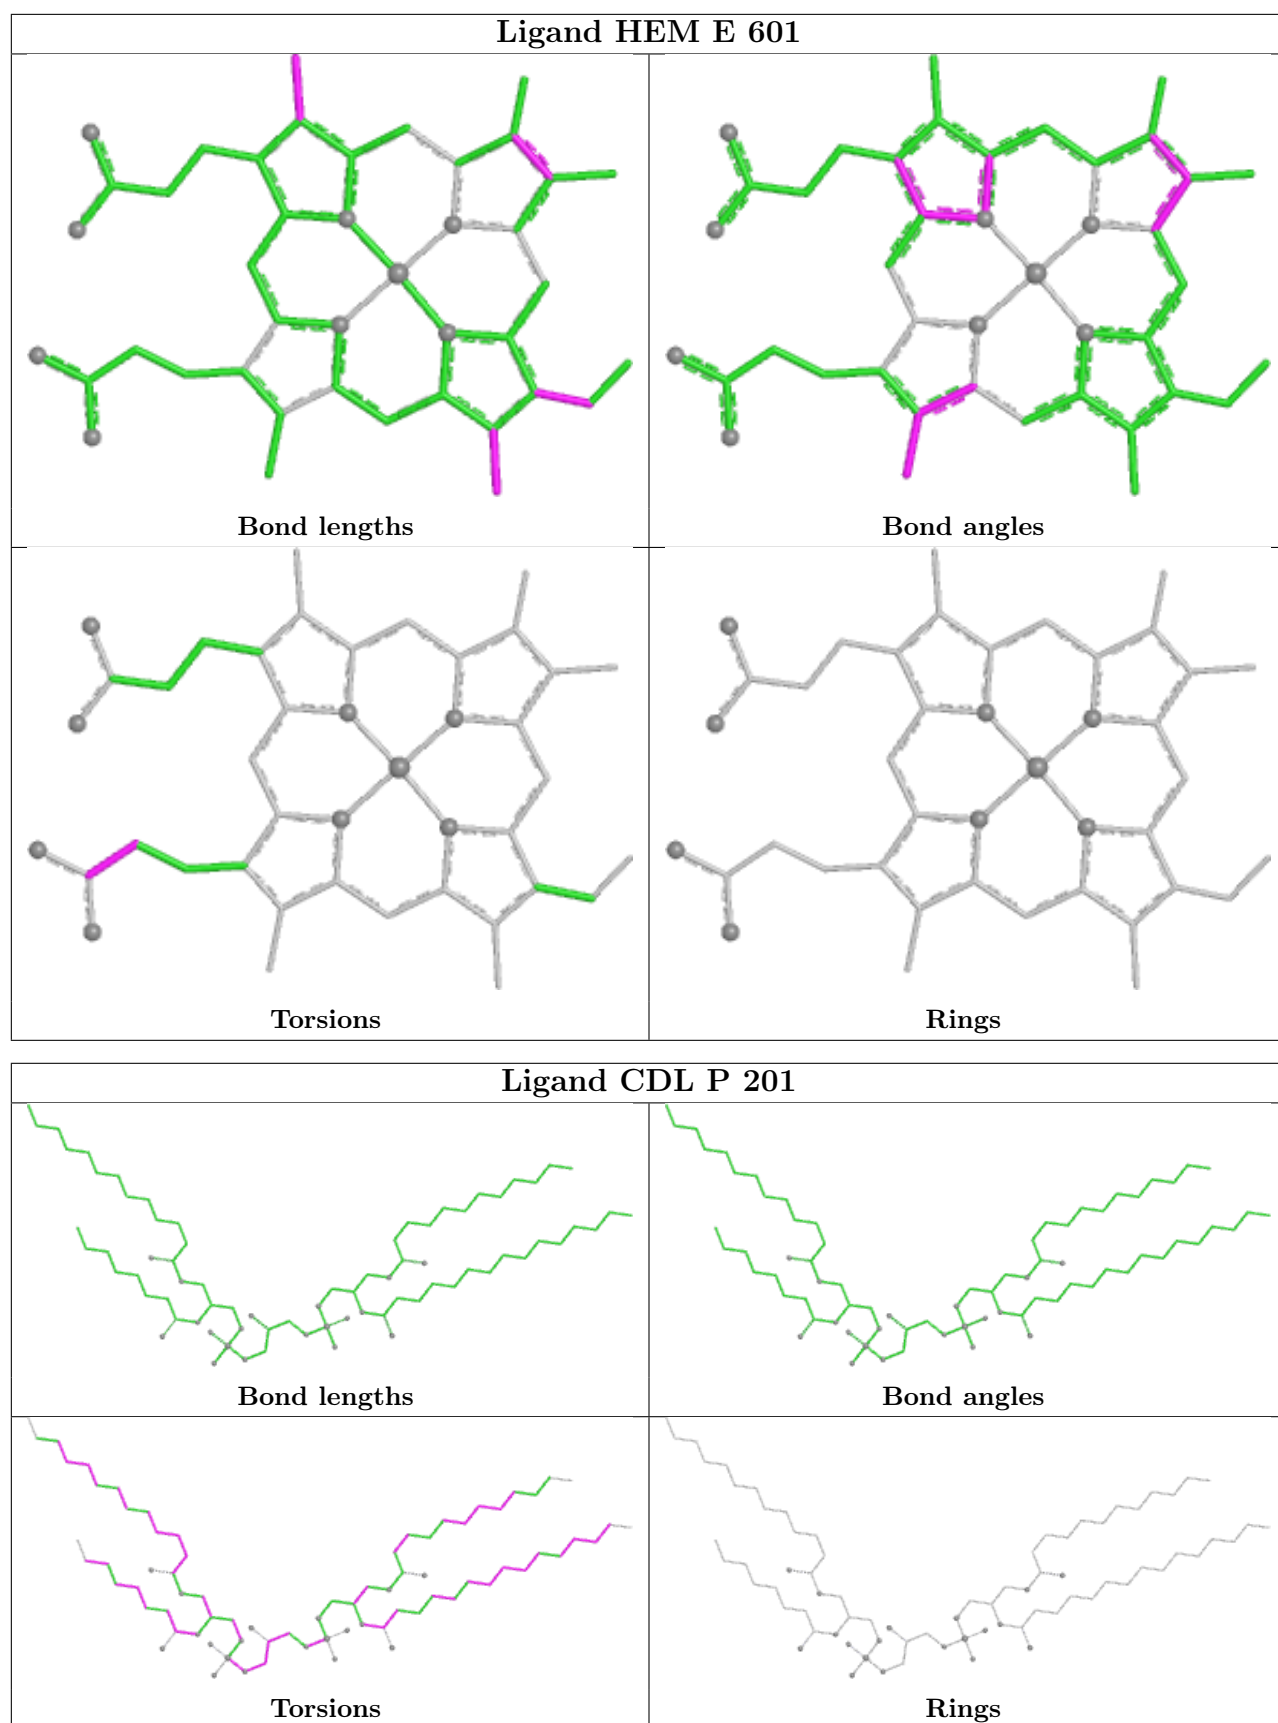 Ligand HEM E 601
Bond lengths
Bond angles
Torsions
Rings
Ligand CDL P 201
Bond lengths
Bond angles
Torsions
Rings